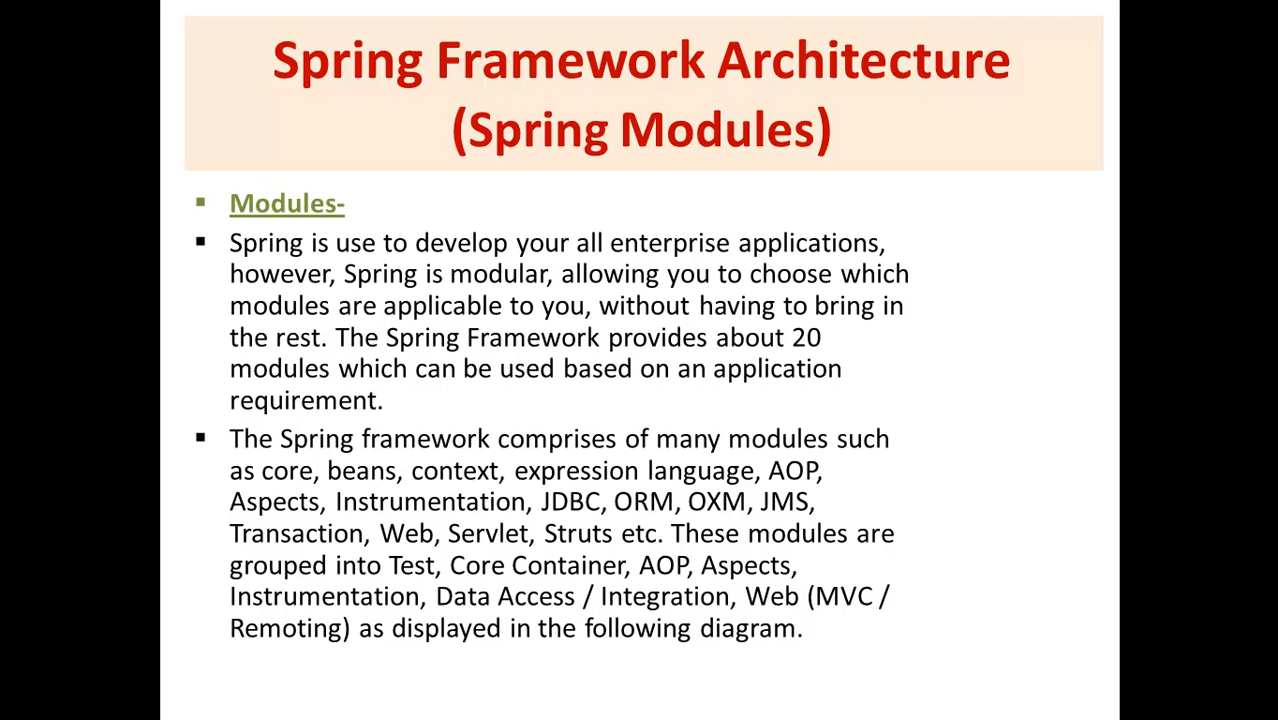 Spring Framework Architecture
(Spring Modules)
▪ Modules-
▪ Spring is use to develop your all enterprise applications,
however, Spring is modular, allowing you to choose which
modules are applicable to you, without having to bring in
the rest. The Spring Framework provides about 20
modules which can be used based on an application
requirement.
▪ The Spring framework comprises of many modules such
as core, beans, context, expression language, AOP,
Aspects, Instrumentation, JDBC, ORM, OXM, JMS,
Transaction, Web, Servlet, Struts etc. These modules are
grouped into Test, Core Container, AOP, Aspects,
Instrumentation, Data Access / Integration, Web (MVC /
Remoting) as displayed in the following diagram.